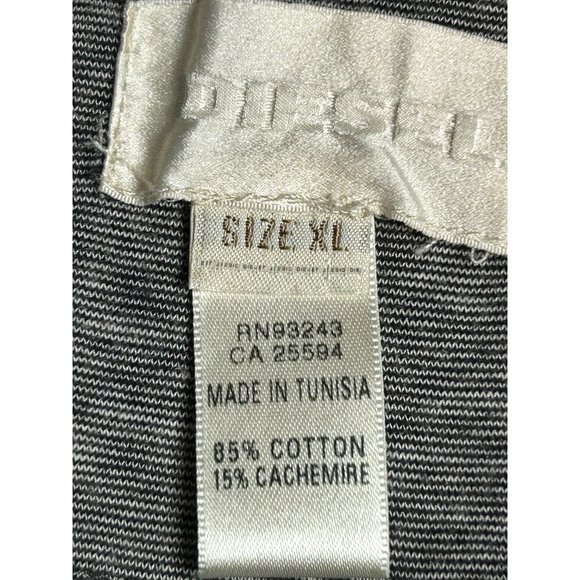 DIESEL
SIZE XL
RN93243
CA 25594
MADE IN TUNISIA
85% COTTON
15% CACHEMIRE